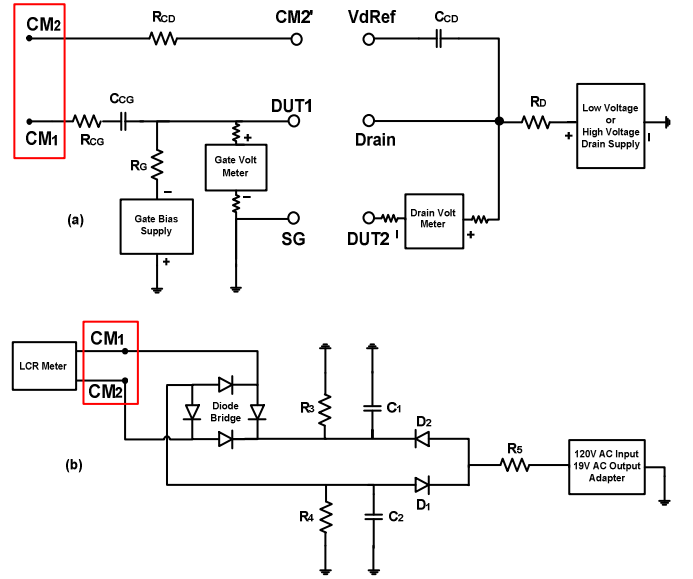 CM2
RCD
CM2'
VdRef
CCD
CCG
DUT1
CM1
RCG
Drain
RD
Low Voltage
or
High Voltage
Drain Supply
+
I
RG
+
Gate Volt
Meter
−
−
(a)
Gate Bias
Supply
+
SG
DUT2
I
Drain Volt
Meter
+
LCR Meter
CM1
CM2
Diode
Bridge
R3
C1
D2
(b)
R5
120V AC Input
19V AC Output
Adapter
R4
C2
D1